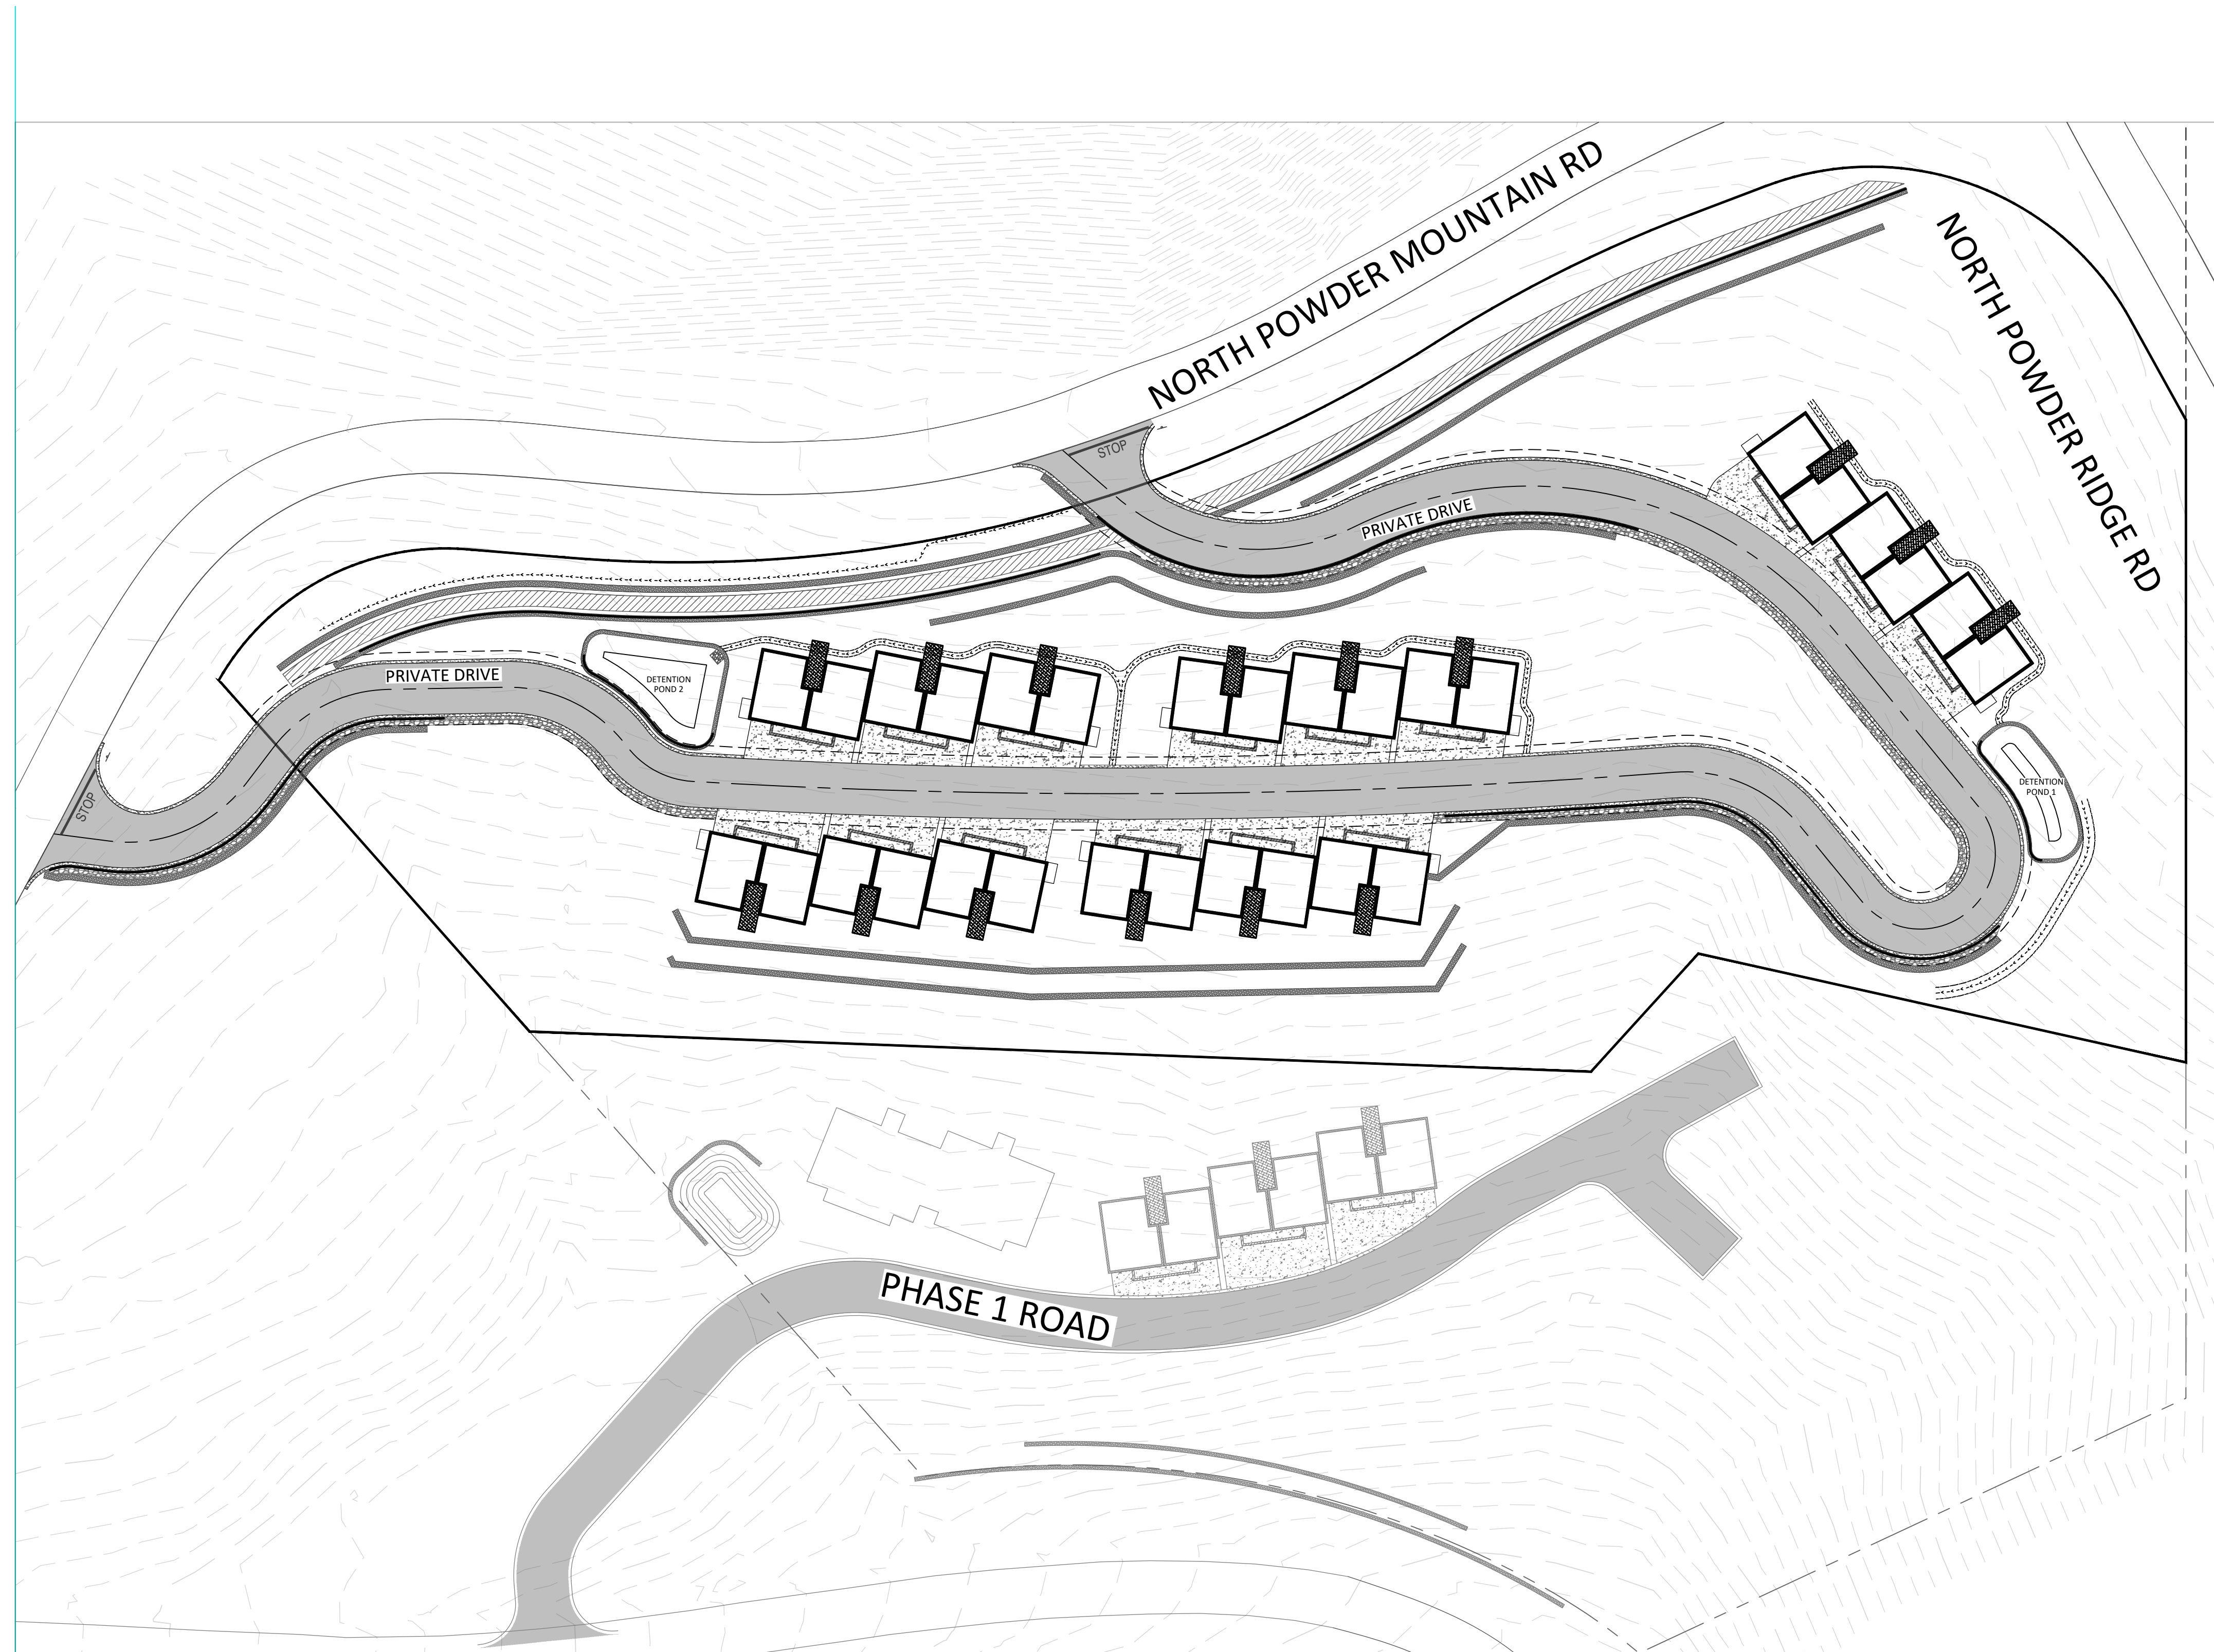 NORTH POWDER MOUNTAIN RD
NORTH POWDER RIDGE RD
STOP
PRIVATE DRIVE
PRIVATE DRIVE
DETENTION
POND 2
DETENTION
POND 1
STOP
PHASE 1 ROAD